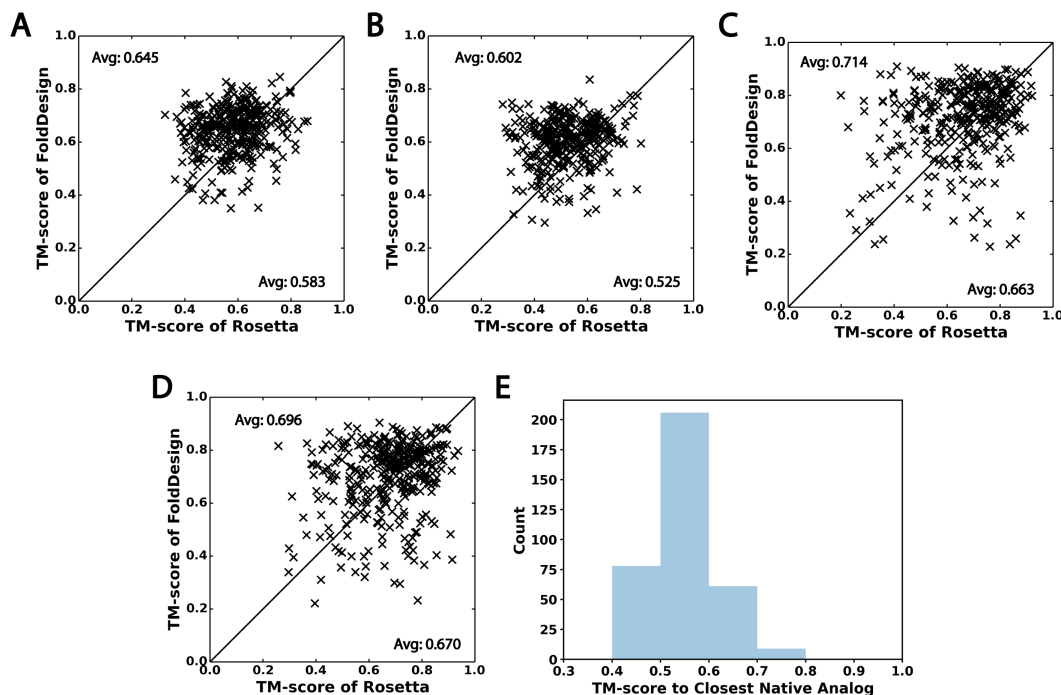 A
Avg: 0.645
Avg: 0.583
1.0
0.8
0.6
0.4
0.2
0.0
TM-score of FoldDesign
0.0 0.2 0.4 0.6 0.8 1.0
TM-score of Rosetta
B
Avg: 0.602
Avg: 0.525
1.0
0.8
0.6
0.4
0.2
0.0
TM-score of FoldDesign
0.0 0.2 0.4 0.6 0.8 1.0
TM-score of Rosetta
C
Avg: 0.714
Avg: 0.663
1.0
0.8
0.6
0.4
0.2
0.0
TM-score of FoldDesign
0.0 0.2 0.4 0.6 0.8 1.0
TM-score of Rosetta
D
Avg: 0.696
Avg: 0.670
1.0
0.8
0.6
0.4
0.2
0.0
TM-score of FoldDesign
0.0 0.2 0.4 0.6 0.8 1.0
TM-score of Rosetta
E
200
175
150
125
100
75
50
25
0
Count
0.3 0.4 0.5 0.6 0.7 0.8 0.9 1.0
TM-score to Closest Native Analog